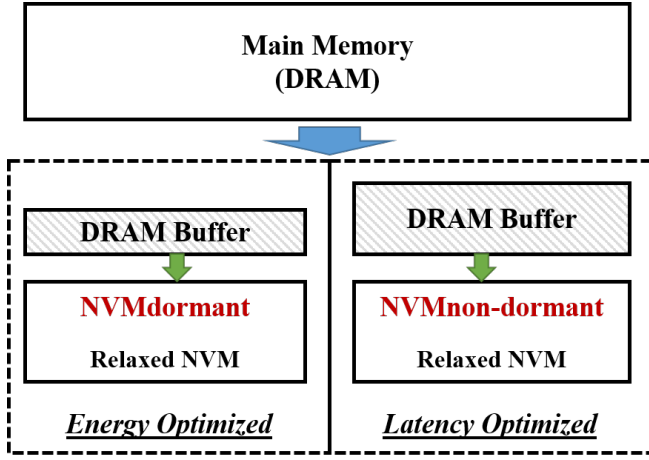 Main Memory
(DRAM)
DRAM Buffer
NVMdormant
Relaxed NVM
Energy Optimized
DRAM Buffer
NVMnon-dormant
Relaxed NVM
Latency Optimized